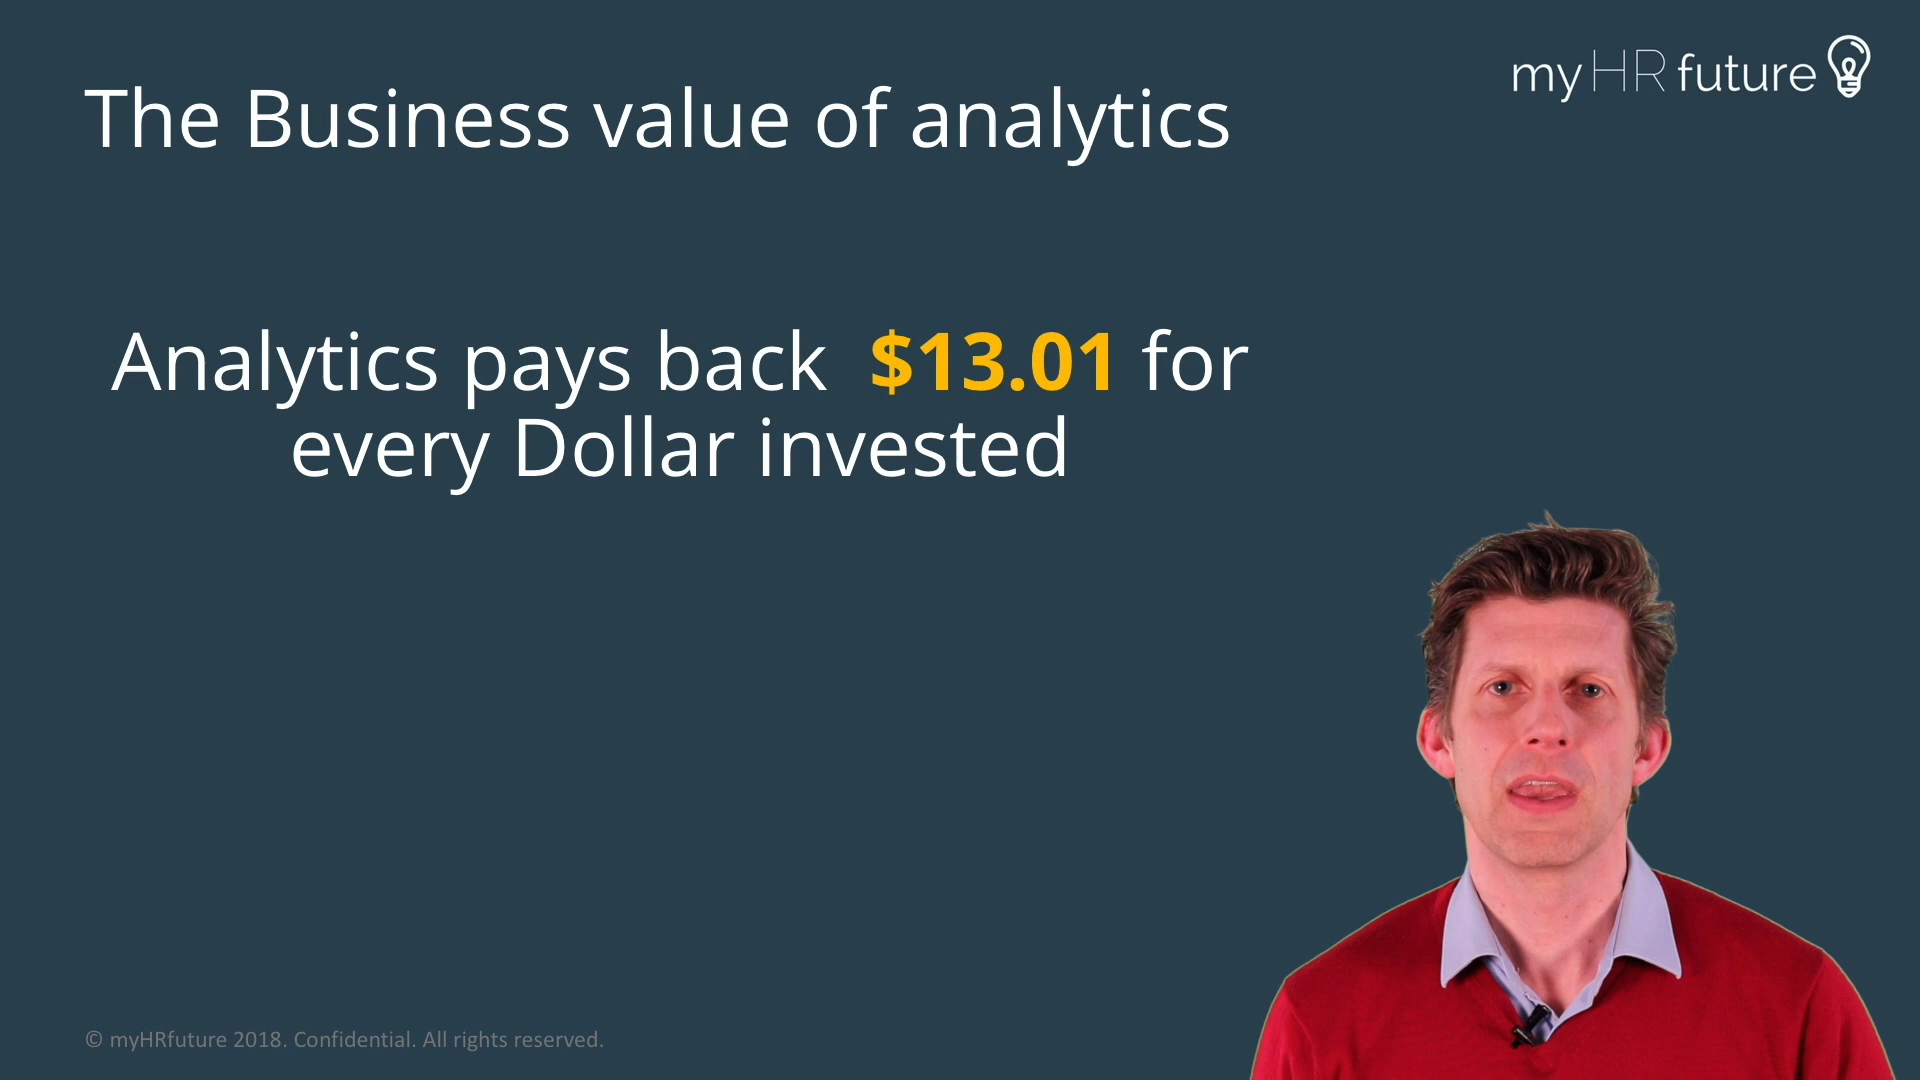 The Business value of analytics
my HR future
Analytics pays back $13.01 for
every Dollar invested
© myHRfuture 2018. Confidential. All rights reserved.